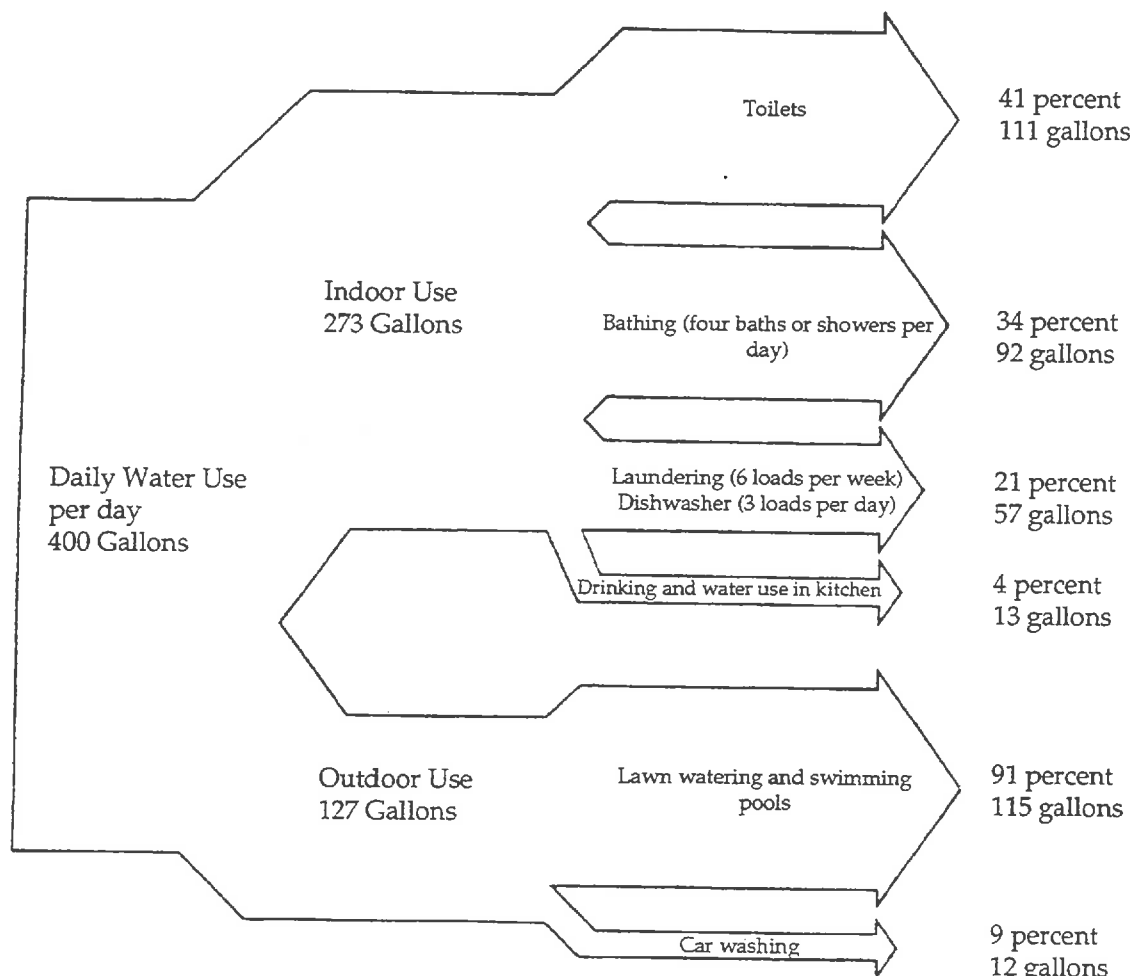 Toilets
41 percent
111 gallons
Indoor Use
273 Gallons
Bathing (four baths or showers per
day)
34 percent
92 gallons
Daily Water Use
per day
400 Gallons
Laundering (6 loads per week)
Dishwasher (3 loads per day)
21 percent
57 gallons
Drinking and water use in kitchen
4 percent
13 gallons
Outdoor Use
127 Gallons
Lawn watering and swimming
pools
91 percent
115 gallons
Car washing
9 percent
12 gallons